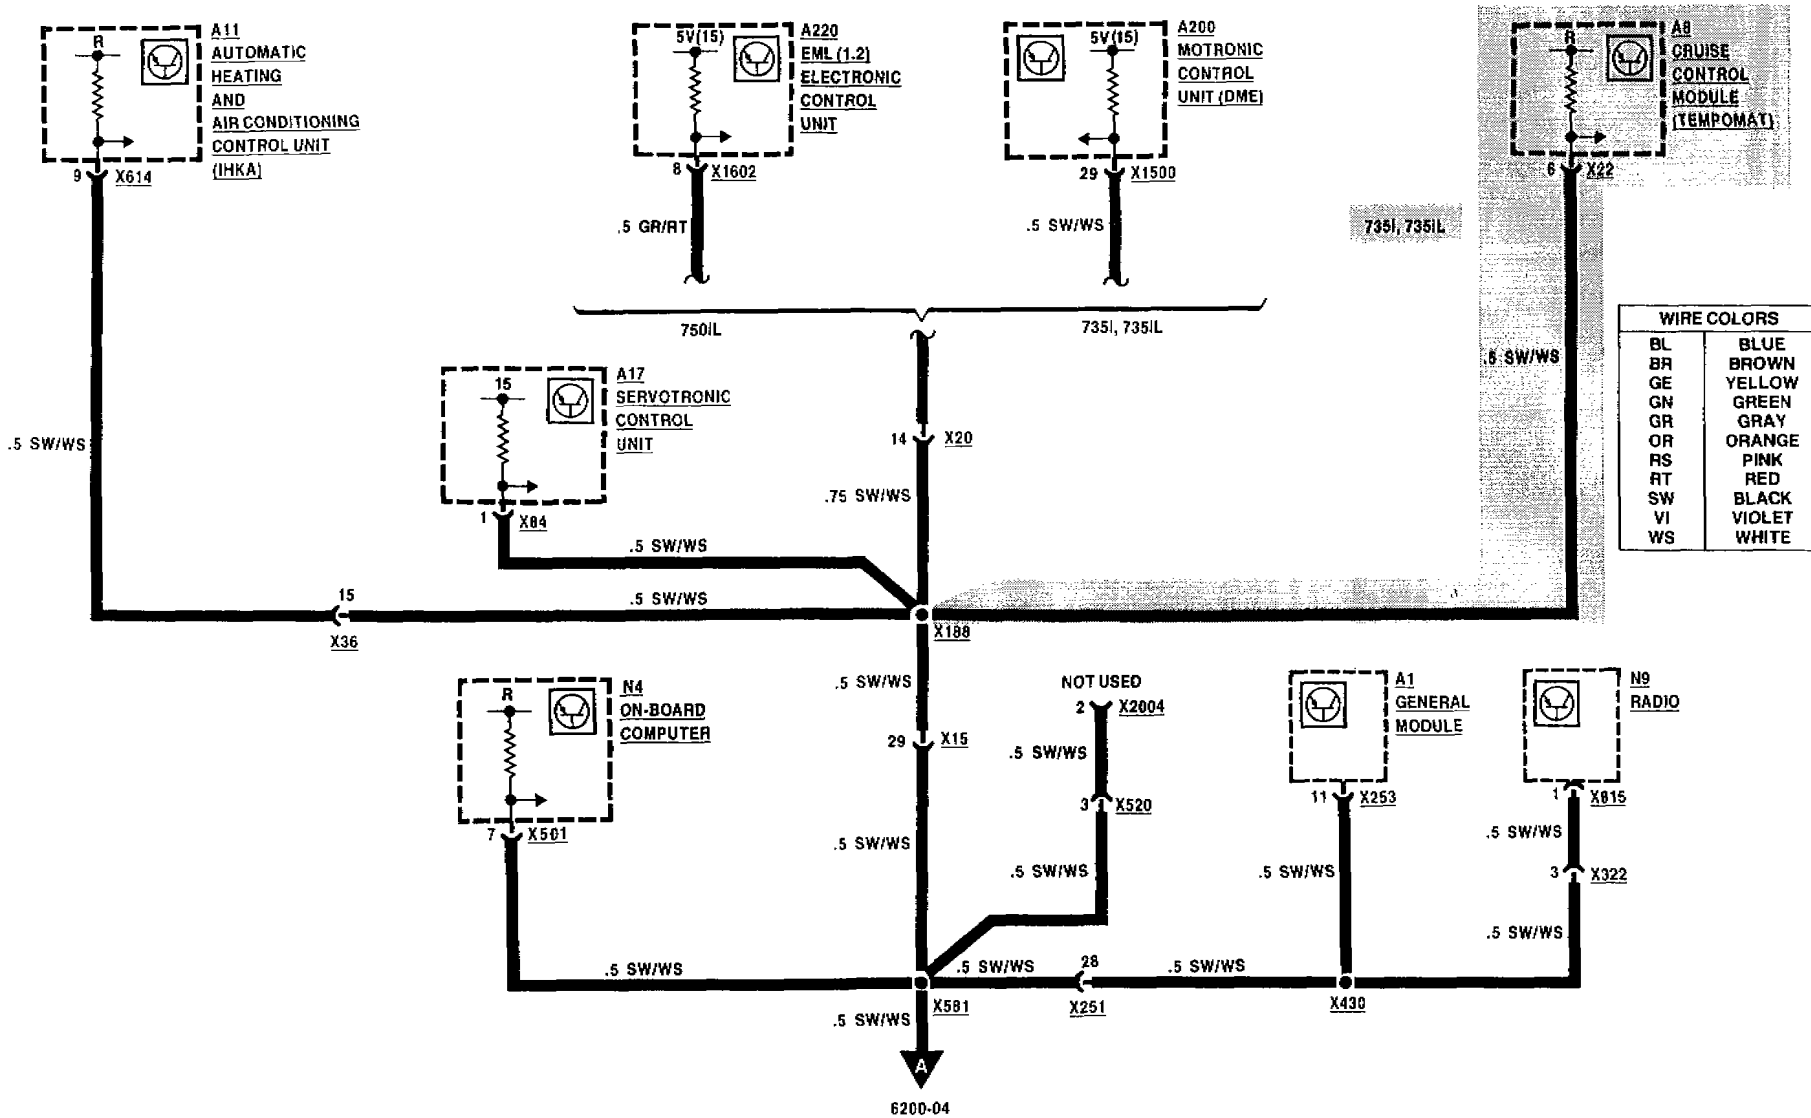 R
A11
AUTOMATIC
HEATING
AND
AIR CONDITIONING
CONTROL UNIT
(IHKA)
9 X614
5V(15)
A220
EML (1.2)
ELECTRONIC
CONTROL
UNIT
8 X1602
.5 GR/RT
5V(15)
A200
MOTRONIC
CONTROL
UNIT (DME)
29 X1500
.5 SW/WS
R
A8
CRUISE
CONTROL
MODULE
(TEMPOMAT)
6 X22
735I, 735IL
750IL
735I, 735IL
.5 SW/WS
WIRE COLORS
BL BLUE
BR BROWN
GE YELLOW
GN GREEN
GR GRAY
OR ORANGE
RS PINK
RT RED
SW BLACK
VI VIOLET
WS WHITE
15
A17
SERVOTRONIC
CONTROL
UNIT
1 X84
.5 SW/WS
14 X20
.75 SW/WS
.5 SW/WS
15
X36
.5 SW/WS
X188
R
N4
ON-BOARD
COMPUTER
7 X501
.5 SW/WS
29 X15
.5 SW/WS
NOT USED
2 X2004
.5 SW/WS
3 X520
.5 SW/WS
A1
GENERAL
MODULE
11 X253
.5 SW/WS
N9
RADIO
1 X615
.5 SW/WS
3 X322
.5 SW/WS
.5 SW/WS
X581
.5 SW/WS
28
X251
.5 SW/WS
X430
.5 SW/WS
A
6200-04